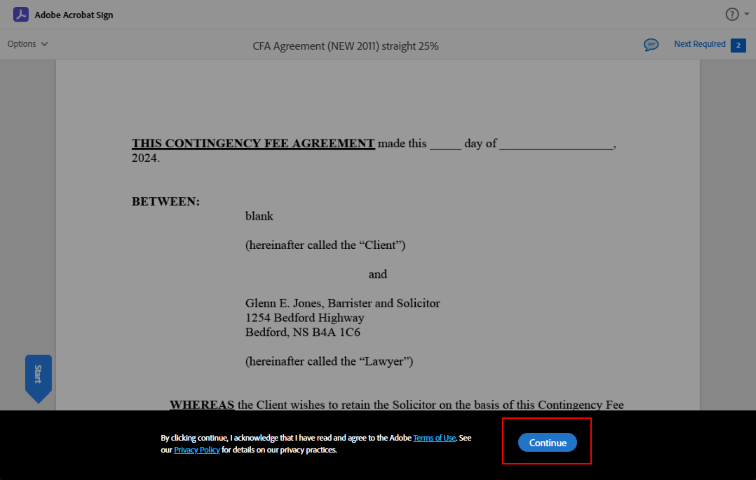 Adobe Acrobat Sign
?
Options
CFA Agreement (NEW 2011) straight 25%
Next Required 2
THIS CONTINGENCY FEE AGREEMENT made this _____ day of __________________,
2024.
BETWEEN:
blank
(hereinafter called the “Client”)
and
Glenn E. Jones, Barrister and Solicitor
1254 Bedford Highway
Bedford, NS B4A 1C6
(hereinafter called the “Lawyer”)
Start
WHEREAS the Client wishes to retain the Solicitor on the basis of this Contingency Fee
By clicking continue, I acknowledge that I have read and agree to the Adobe Terms of Use. See
our Privacy Policy for details on our privacy practices.
Continue